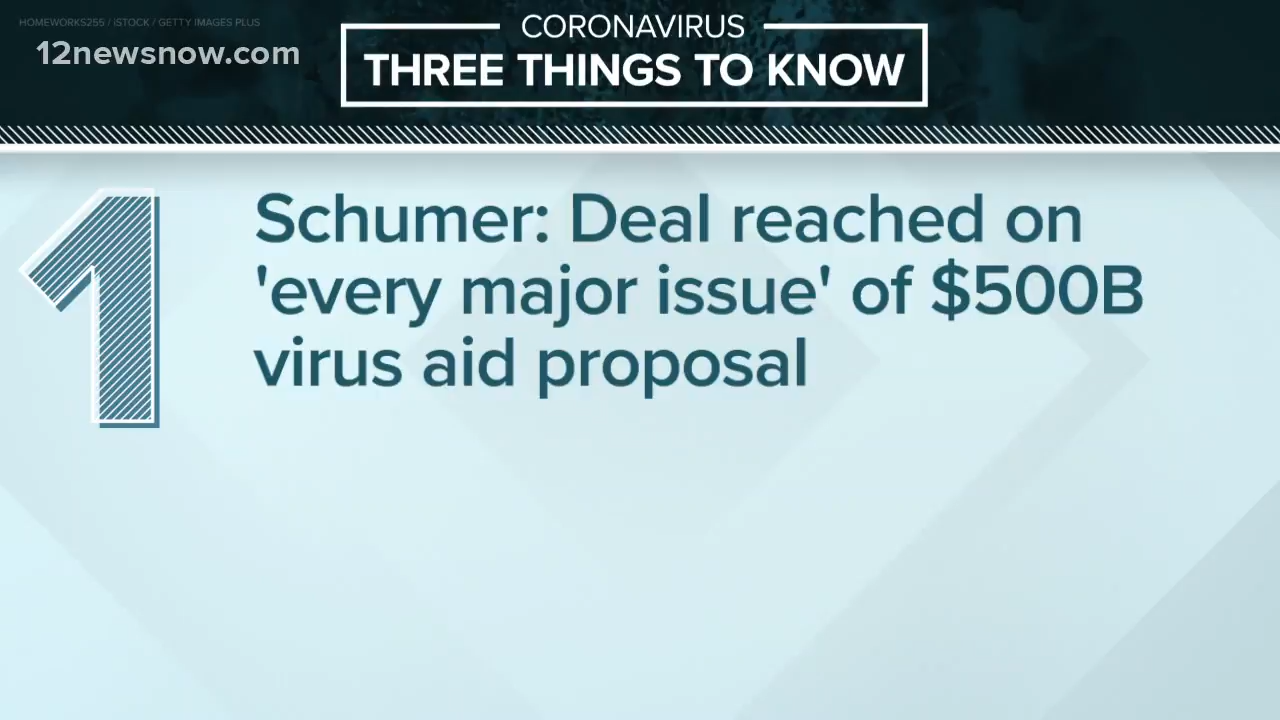 HOMEWORKS255 / iSTOCK / GETTY IMAGES PLUS
12newsnow.com
CORONAVIRUS
THREE THINGS TO KNOW
1
Schumer: Deal reached on
'every major issue' of $500B
virus aid proposal